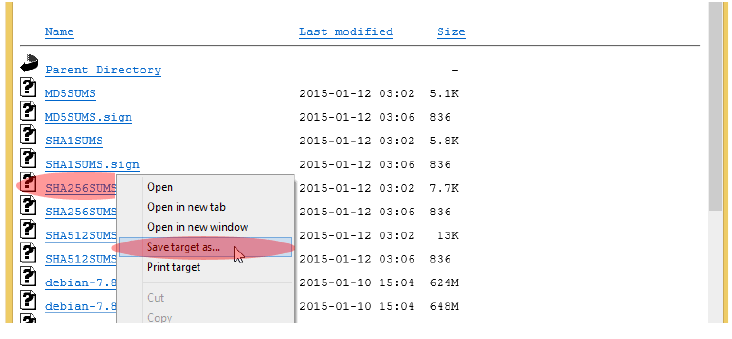 Name Last modified Size
Parent Directory -
MD5SUMS 2015-01-12 03:02 5.1K
MD5SUMS.sign 2015-01-12 03:06 836
SHA1SUMS 2015-01-12 03:02 5.8K
SHA1SUMS.sign 2015-01-12 03:06 836
SHA256SUMS Open 2015-01-12 03:02 7.7K
SHA256SUMS Open in new tab 2015-01-12 03:06 836
Open in new window
SHA512SUMS 2015-01-12 03:02 13K
Save target as...
SHA512SUMS Print target 2015-01-12 03:06 836
debian-7.8 2015-01-10 15:04 624M
Cut
debian-7.8 2015-01-10 15:04 648M
Copy